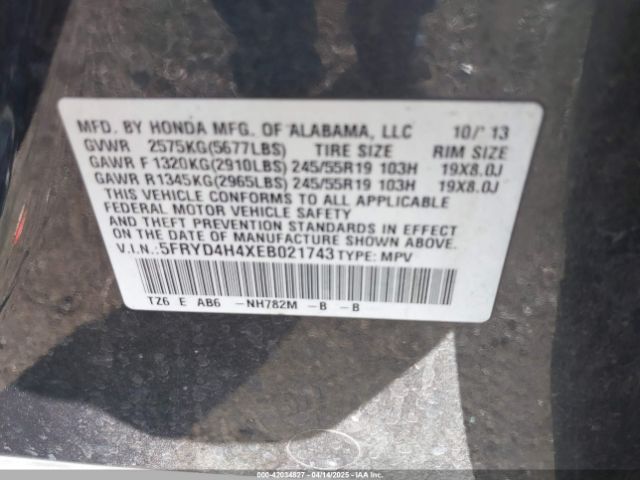 MFD. BY HONDA MFG. OF ALABAMA, LLC 10/'13
GVWR 2575KG(5677LBS) TIRE SIZE RIM SIZE
GAWR F 1320KG(2910LBS) 245/55R19 103H 19X8.0J
GAWR R 1345KG(2965LBS) 245/55R19 103H 19X8.0J
THIS VEHICLE CONFORMS TO ALL APPLICABLE
FEDERAL MOTOR VEHICLE SAFETY
AND THEFT PREVENTION STANDARDS IN EFFECT
ON THE DATE OF MANUFACTURE SHOWN ABOVE.
V.I.N.:5FRYD4H4XEB021743 TYPE: MPV
TZ6 E AB6 -NH782M -B -B
000-42034827 - 04/14/2025 - IAAI.COM